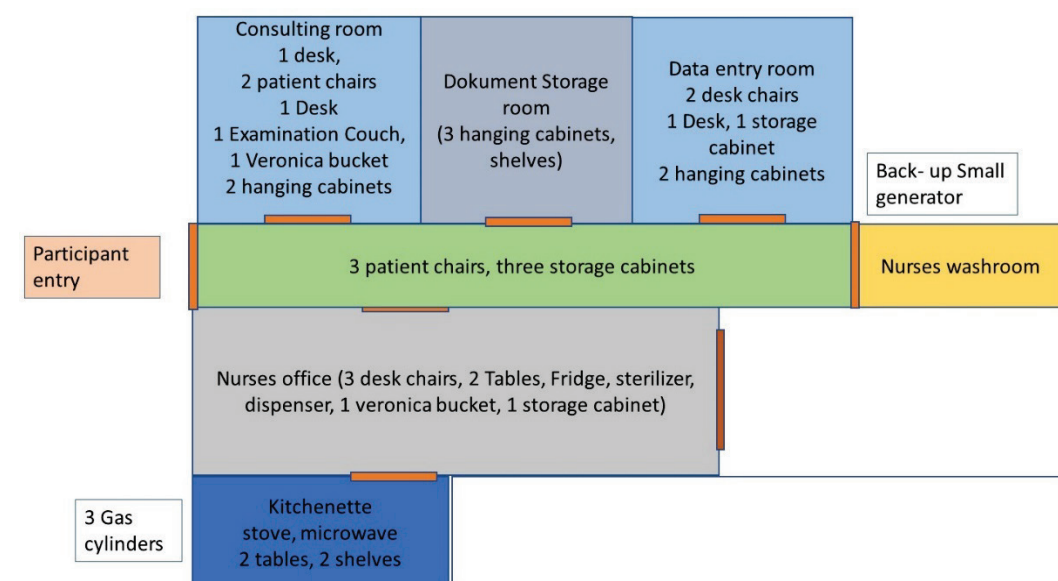 Consulting room
1 desk,
2 patient chairs
1 Desk
1 Examination Couch,
1 Veronica bucket
2 hanging cabinets
Dokument Storage
room
(3 hanging cabinets,
shelves)
Data entry room
2 desk chairs
1 Desk, 1 storage
cabinet
2 hanging cabinets
Back- up Small
generator
Participant
entry
3 patient chairs, three storage cabinets
Nurses washroom
Nurses office (3 desk chairs, 2 Tables, Fridge, sterilizer,
dispenser, 1 veronica bucket, 1 storage cabinet)
3 Gas
cylinders
Kitchenette
stove, microwave
2 tables, 2 shelves